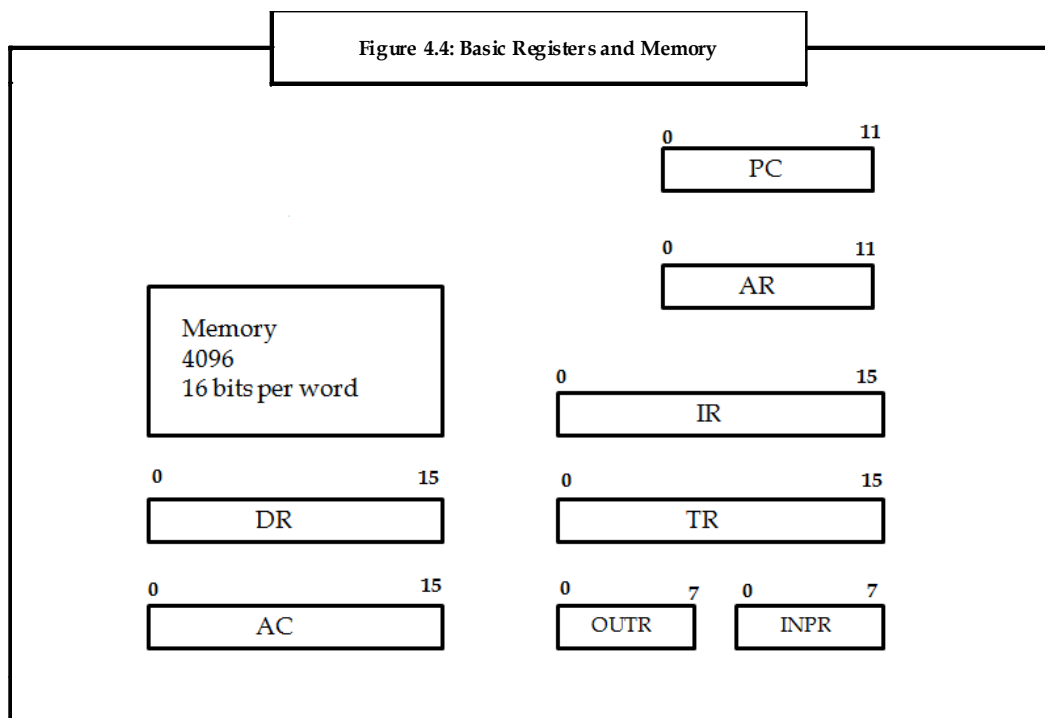 Figure 4.4: Basic Registers and Memory
0 11
PC
0 11
AR
Memory
4096
16 bits per word
0 15
IR
0 15
DR
0 15
TR
0 15
AC
0 7
OUTR
0 7
INPR